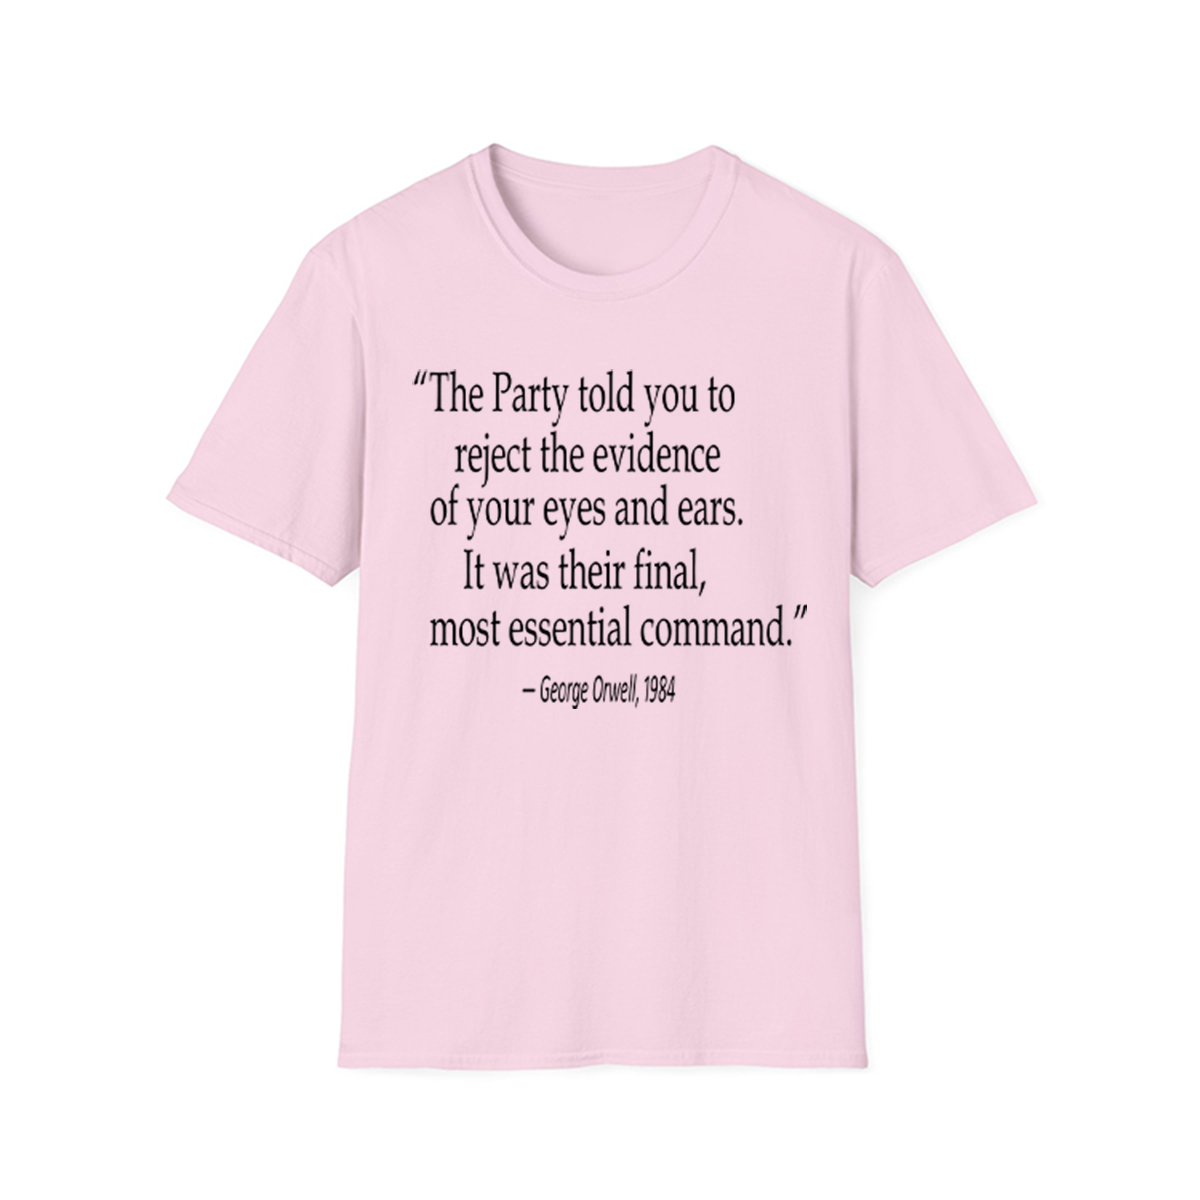 “The Party told you to
reject the evidence
of your eyes and ears.
It was their final,
most essential command.”
– George Orwell, 1984